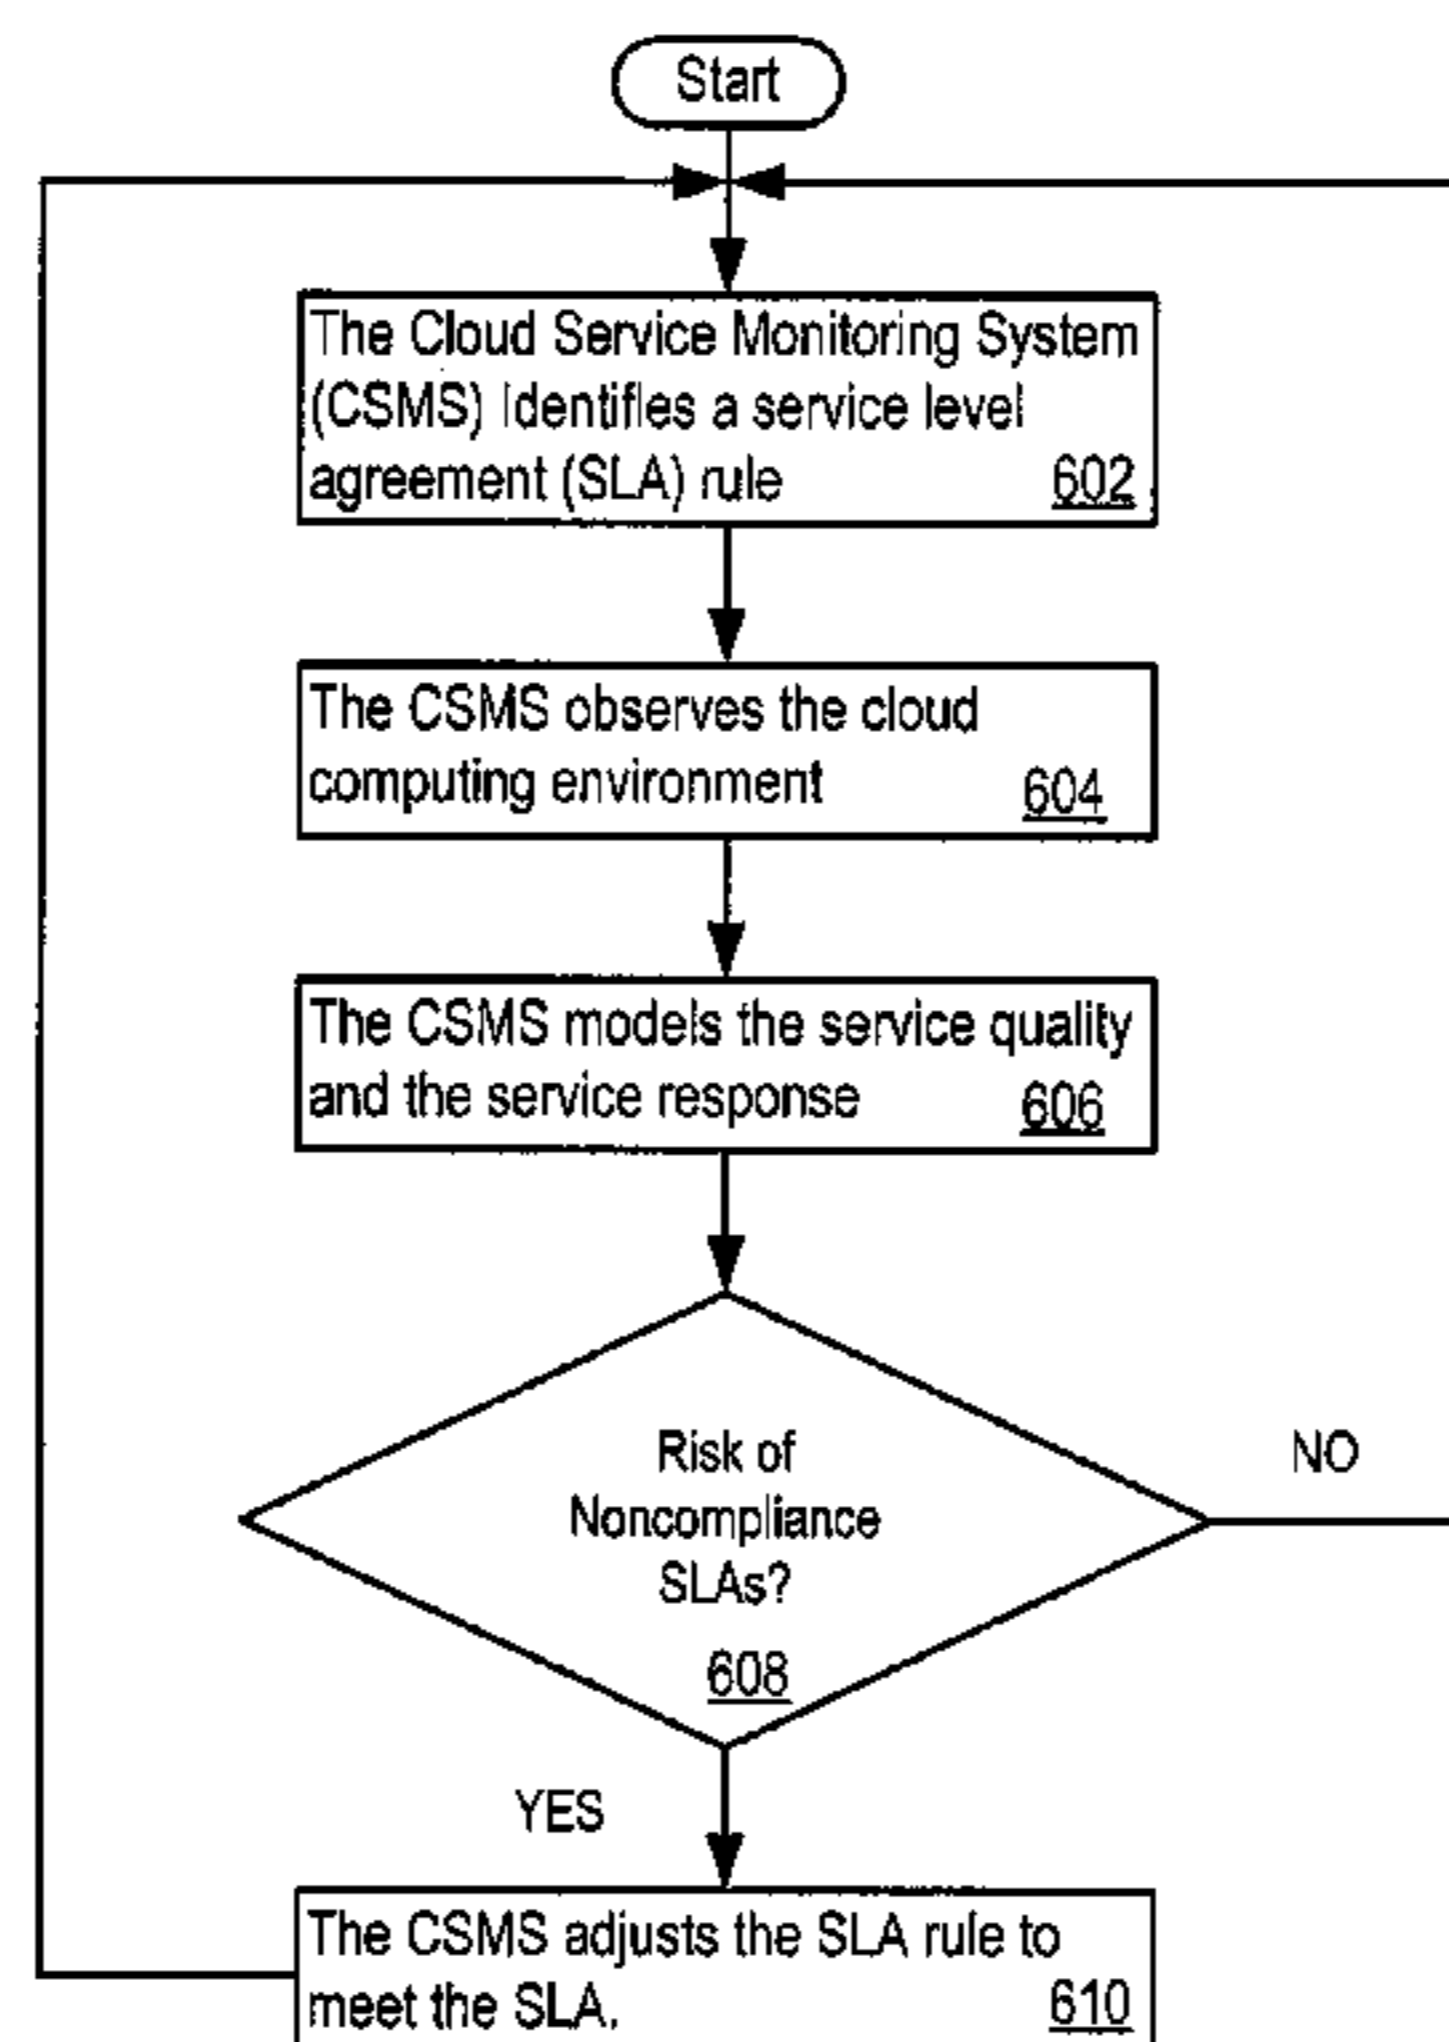 Start
The Cloud Service Monitoring System
(CSMS) Identifies a service level
agreement (SLA) rule 602
The CSMS observes the cloud
computing environment 604
The CSMS models the service quality
and the service response 606
Risk of
Noncompliance
SLAs?
608
NO
YES
The CSMS adjusts the SLA rule to
meet the SLA. 610